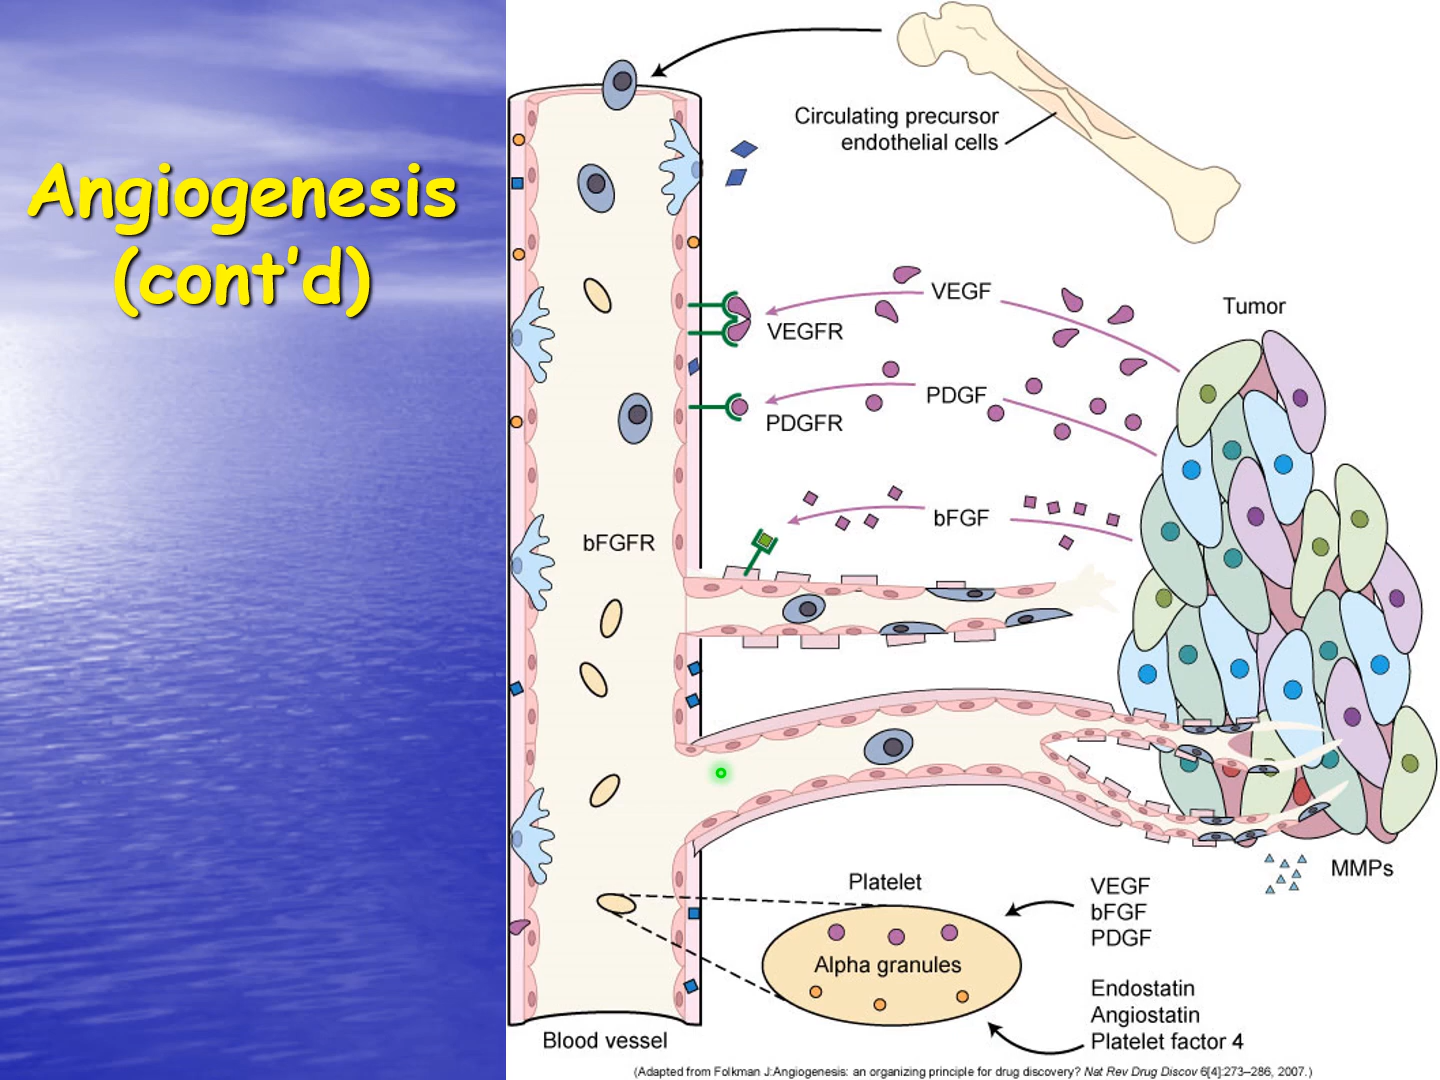 Angiogenesis
(cont’d)
Circulating precursor
endothelial cells
VEGF
VEGFR
Tumor
PDGF
PDGFR
bFGF
bFGFR
MMPs
Platelet
Alpha granules
VEGF
bFGF
PDGF
Endostatin
Angiostatin
Platelet factor 4
Blood vessel
(Adapted from Folkman J:Angiogenesis: an organizing principle for drug discovery? Nat Rev Drug Discov 6[4]:273–286, 2007.)